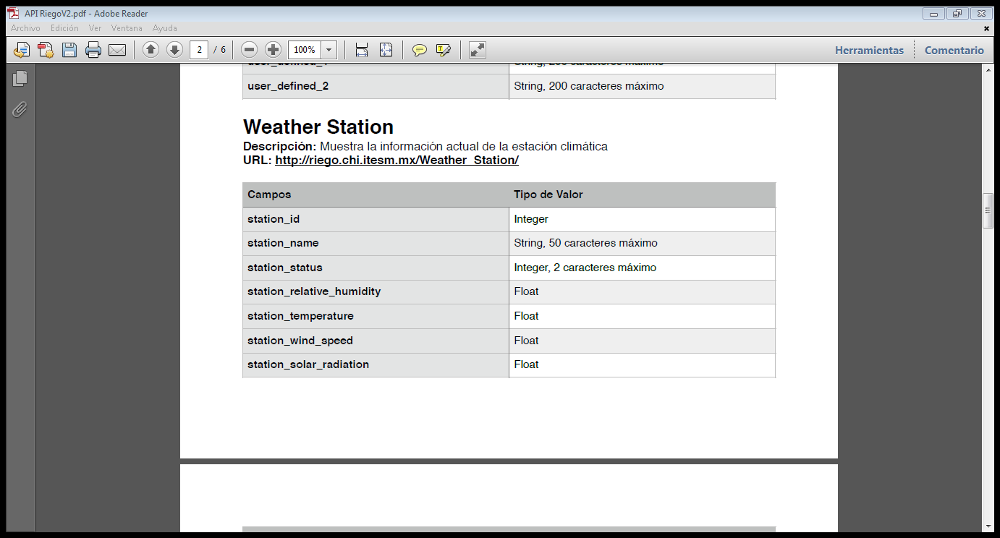 API RiegoV2.pdf - Adobe Reader
Archivo Edición Ver Ventana Ayuda
2 / 6 100% Herramientas Comentario
user_defined_1 String, 200 caracteres máximo
user_defined_2 String, 200 caracteres máximo
Weather Station
Descripción: Muestra la información actual de la estación climática
URL: http://riego.chi.itesm.mx/Weather_Station/
Campos Tipo de Valor
station_id Integer
station_name String, 50 caracteres máximo
station_status Integer, 2 caracteres máximo
station_relative_humidity Float
station_temperature Float
station_wind_speed Float
station_solar_radiation Float